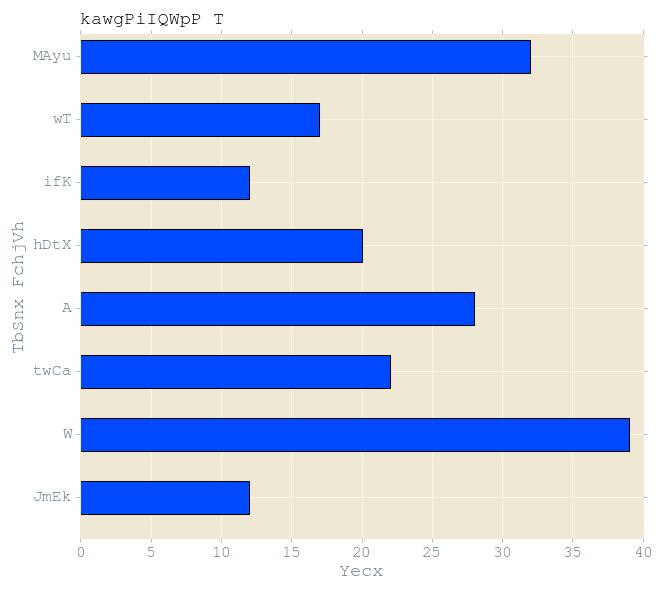 kawgPiIQWpP T
MAyu
wT
ifK
hDtX
A
twCa
W
JmEk
TbSnx FchjVh
0 5 10 15 20 25 30 35 40
Yecx